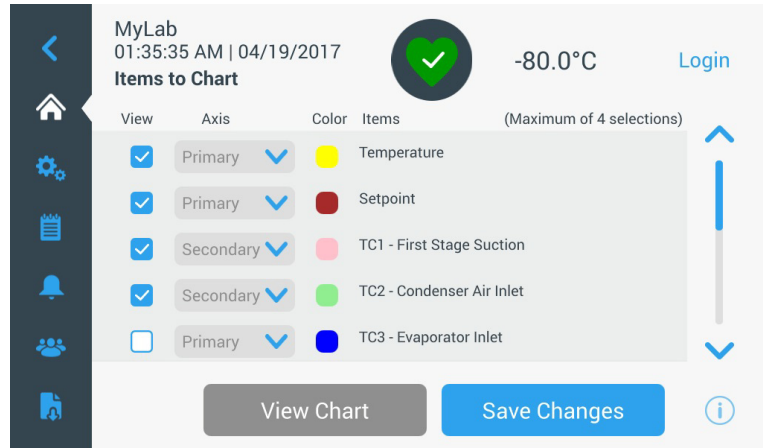 MyLab
01:35:35 AM | 04/19/2017
Items to Chart
-80.0°C
Login
View Axis Color Items (Maximum of 4 selections)
Primary Temperature
Primary Setpoint
Secondary TC1 - First Stage Suction
Secondary TC2 - Condenser Air Inlet
Primary TC3 - Evaporator Inlet
View Chart Save Changes